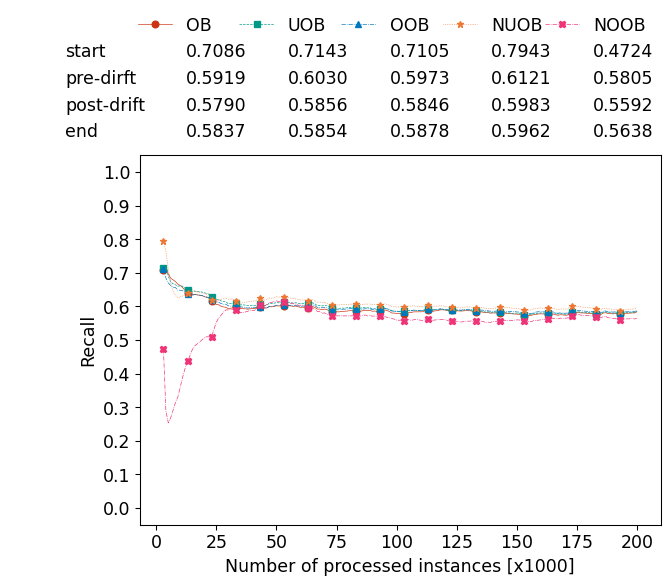 OB UOB OOB NUOB NOOB
start 0.7086 0.7143 0.7105 0.7943 0.4724
pre-dirft 0.5919 0.6030 0.5973 0.6121 0.5805
post-drift 0.5790 0.5856 0.5846 0.5983 0.5592
end 0.5837 0.5854 0.5878 0.5962 0.5638
1.0
0.9
0.8
0.7
0.6
0.5
0.4
0.3
0.2
0.1
0.0
Recall
0 25 50 75 100 125 150 175 200
Number of processed instances [x1000]